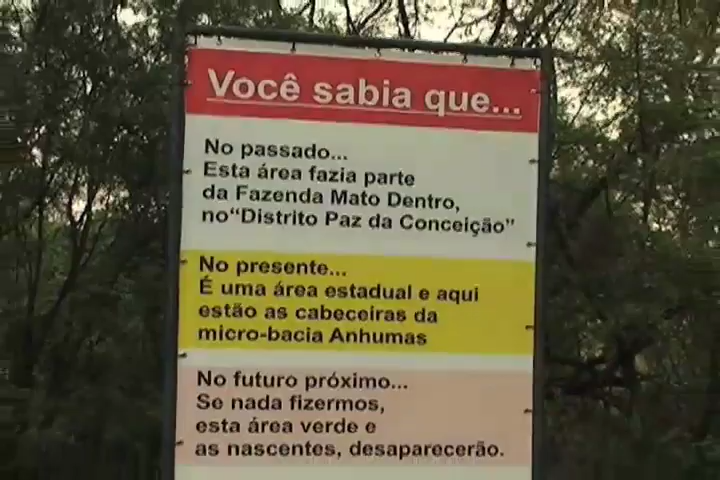 Você sabia que...
No passado...
Esta área fazia parte
da Fazenda Mato Dentro,
no“Distrito Paz da Conceição”
No presente...
É uma área estadual e aqui
estão as cabeceiras da
micro-bacia Anhumas
No futuro próximo...
Se nada fizermos,
esta área verde e
as nascentes, desaparecerão.